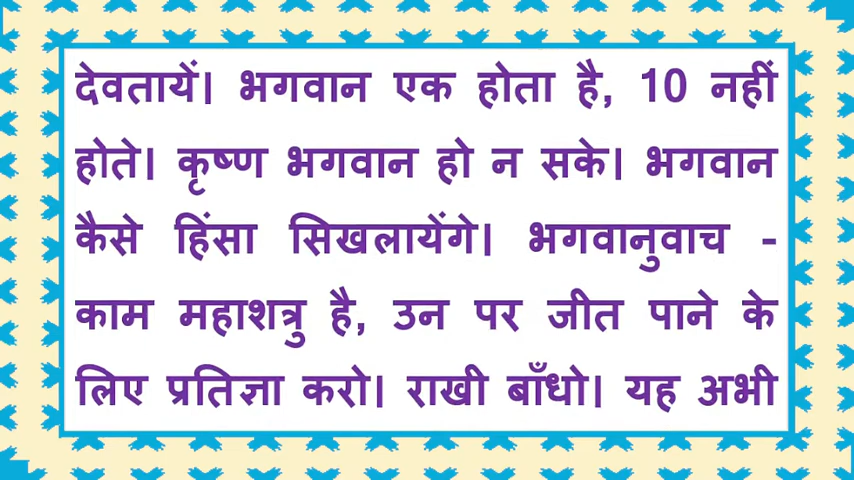 देवतायें। भगवान एक होता है, 10 नहीं
होते। कृष्ण भगवान हो न सके। भगवान
कैसे हिंसा सिखलायेंगे। भगवानुवाच -
काम महाशत्रु है, उन पर जीत पाने के
लिए प्रतिज्ञा करो। राखी बाँधो। यह अभी